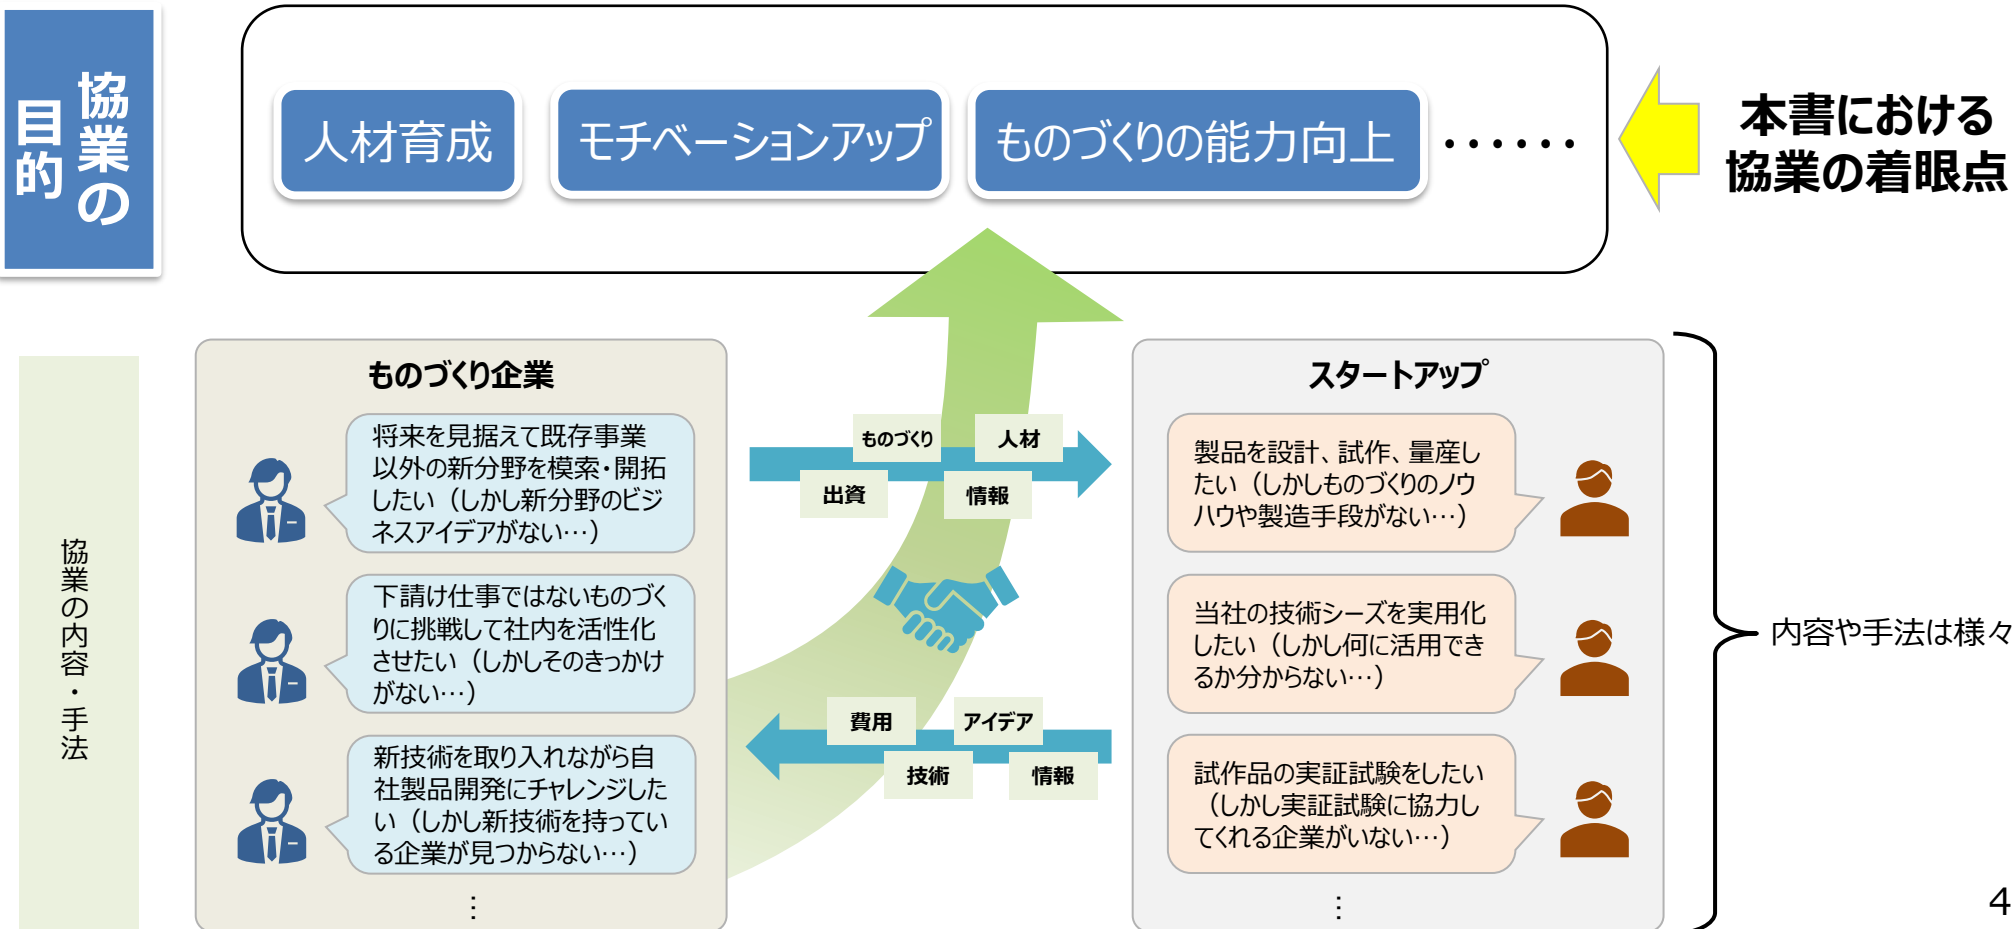 協業の
目的
人材育成
モチベーションアップ
ものづくりの能力向上
・・・・・・
本書における
協業の着眼点
協業の内容・手法
ものづくり企業
将来を見据えて既存事業
以外の新分野を模索・開拓
したい（しかし新分野のビジ
ネスアイデアがない…）
下請け仕事ではないものづく
りに挑戦して社内を活性化
させたい（しかしそのきっかけ
がない…）
新技術を取り入れながら自
社製品開発にチャレンジした
い（しかし新技術を持ってい
る企業が見つからない…）
…
ものづくり
人材
出資
情報
費用
アイデア
技術
情報
スタートアップ
製品を設計、試作、量産し
たい（しかしものづくりのノウ
ハウや製造手段がない…）
当社の技術シーズを実用化
したい（しかし何に活用でき
るか分からない…）
試作品の実証試験をしたい
（しかし実証試験に協力し
てくれる企業がいない…）
…
内容や手法は様々
4